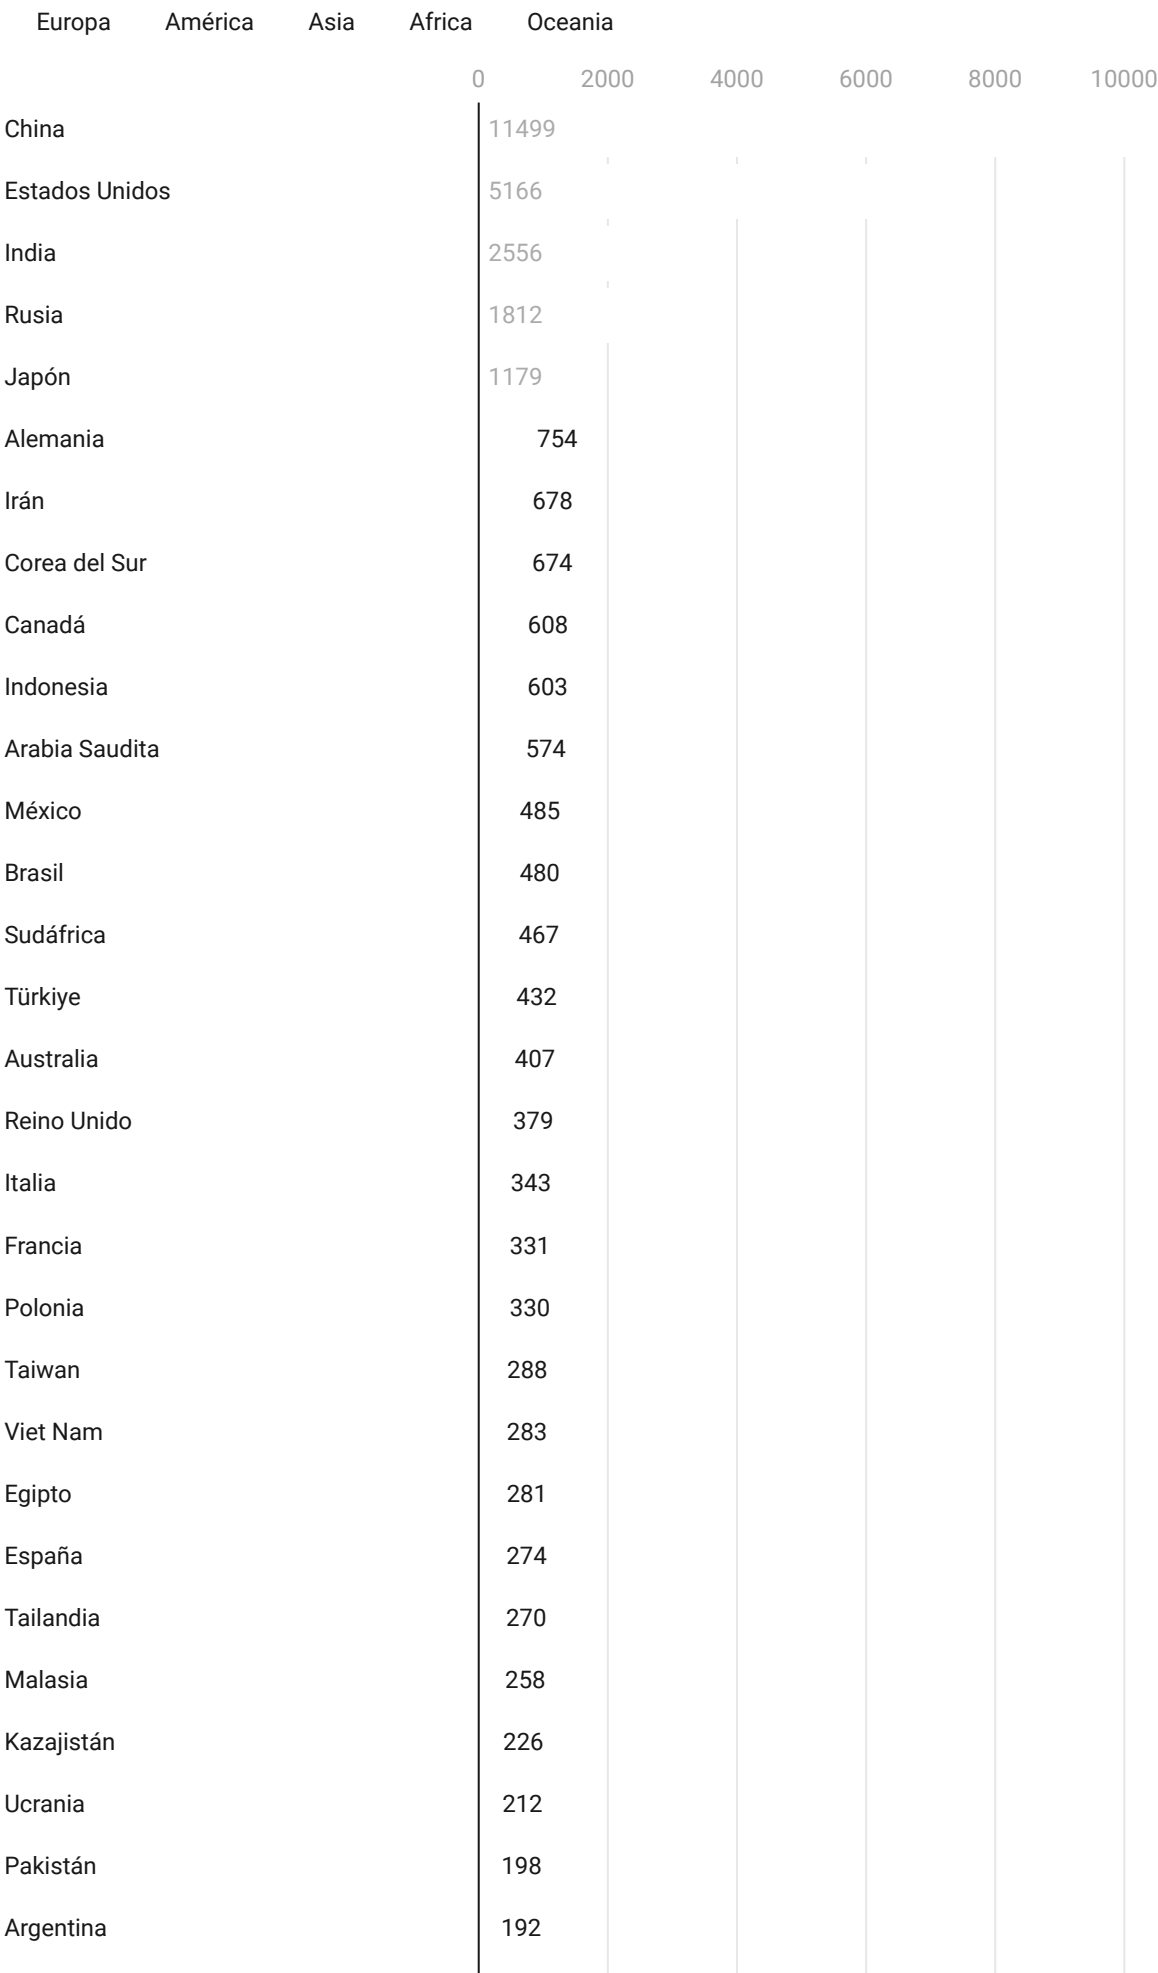 Europa América Asia Africa Oceania
0 2000 4000 6000 8000 10000
China 11499
Estados Unidos 5166
India 2556
Rusia 1812
Japón 1179
Alemania 754
Irán 678
Corea del Sur 674
Canadá 608
Indonesia 603
Arabia Saudita 574
México 485
Brasil 480
Sudáfrica 467
Türkiye 432
Australia 407
Reino Unido 379
Italia 343
Francia 331
Polonia 330
Taiwan 288
Viet Nam 283
Egipto 281
España 274
Tailandia 270
Malasia 258
Kazajistán 226
Ucrania 212
Pakistán 198
Argentina 192